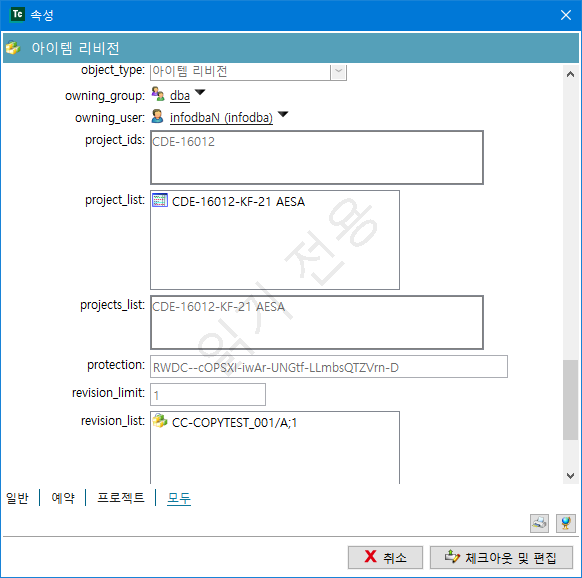 Tc 속성
아이템 리비전
object_type: 아이템 리비전
owning_group: dba
owning_user: infodbaN (infodba)
project_ids: CDE-16012
project_list: CDE-16012-KF-21 AESA
projects_list: CDE-16012-KF-21 AESA
읽기 전용
protection: RWDC--cOPSXI-iwAr-UNGtf-LLmbsQTZVrn-D
revision_limit: 1
revision_list: CC-COPYTEST_001/A;1
일반 예약 프로젝트 모두
취소 체크아웃 및 편집